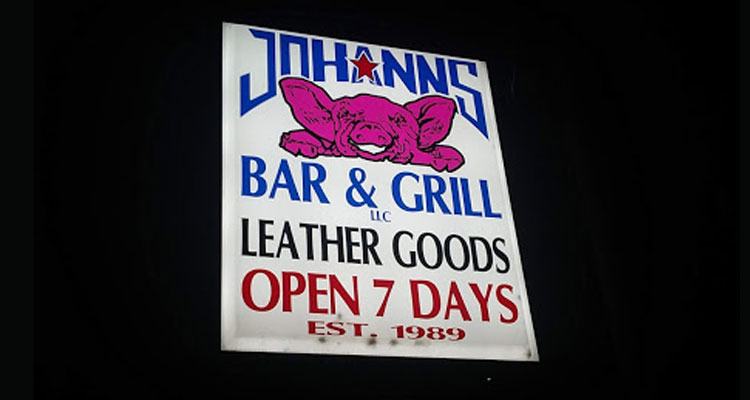 JOHANNS
BAR & GRILL
LLC
LEATHER GOODS
OPEN 7 DAYS
EST. 1989